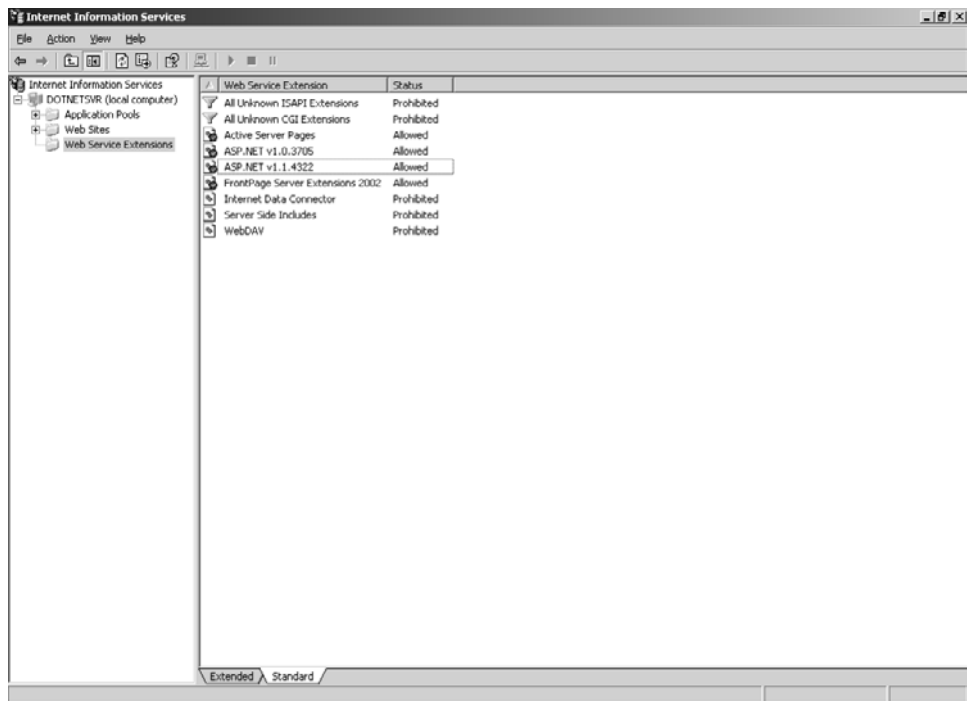 Internet Information Services
File Action View Help
Internet Information Services
DOTNETSVR (local computer)
Application Pools
Web Sites
Web Service Extensions
Web Service Extension Status
All Unknown ISAPI Extensions Prohibited
All Unknown CGI Extensions Prohibited
Active Server Pages Allowed
ASP.NET v1.0.3705 Allowed
ASP.NET v1.1.4322 Allowed
FrontPage Server Extensions 2002 Allowed
Internet Data Connector Prohibited
Server Side Includes Prohibited
WebDAV Prohibited
Extended Standard